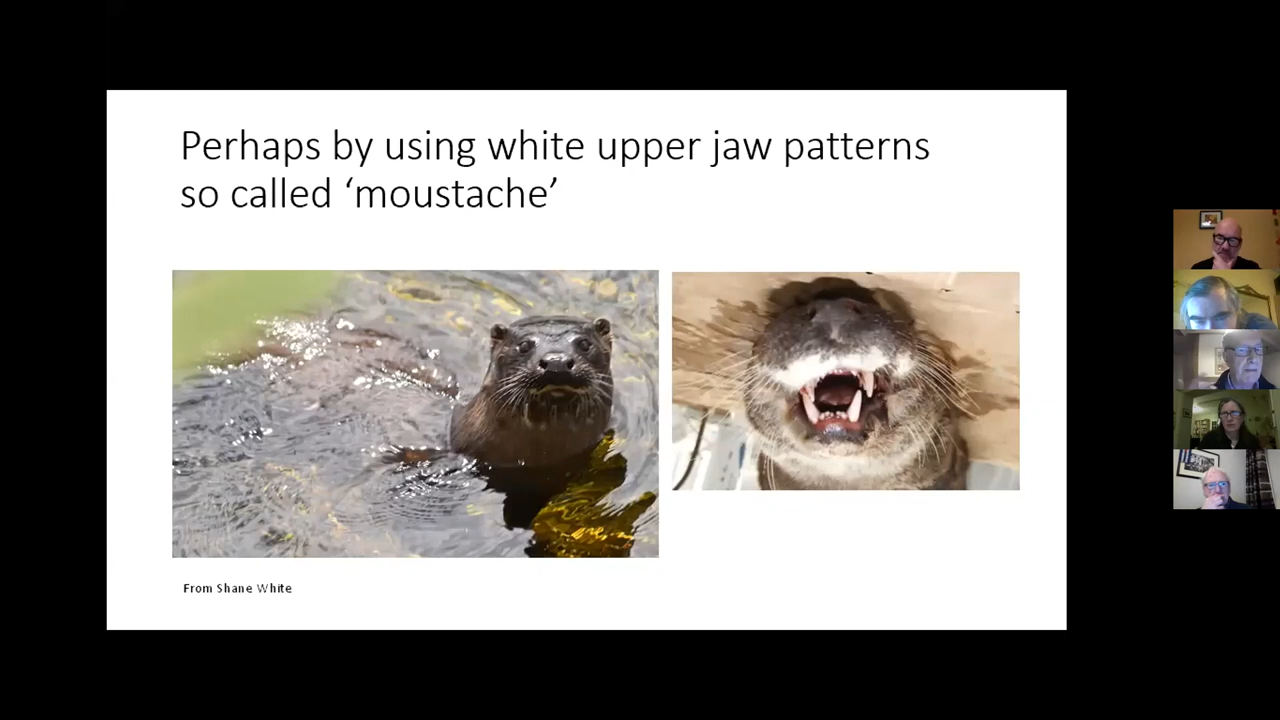 Perhaps by using white upper jaw patterns
so called ‘moustache’
From Shane White